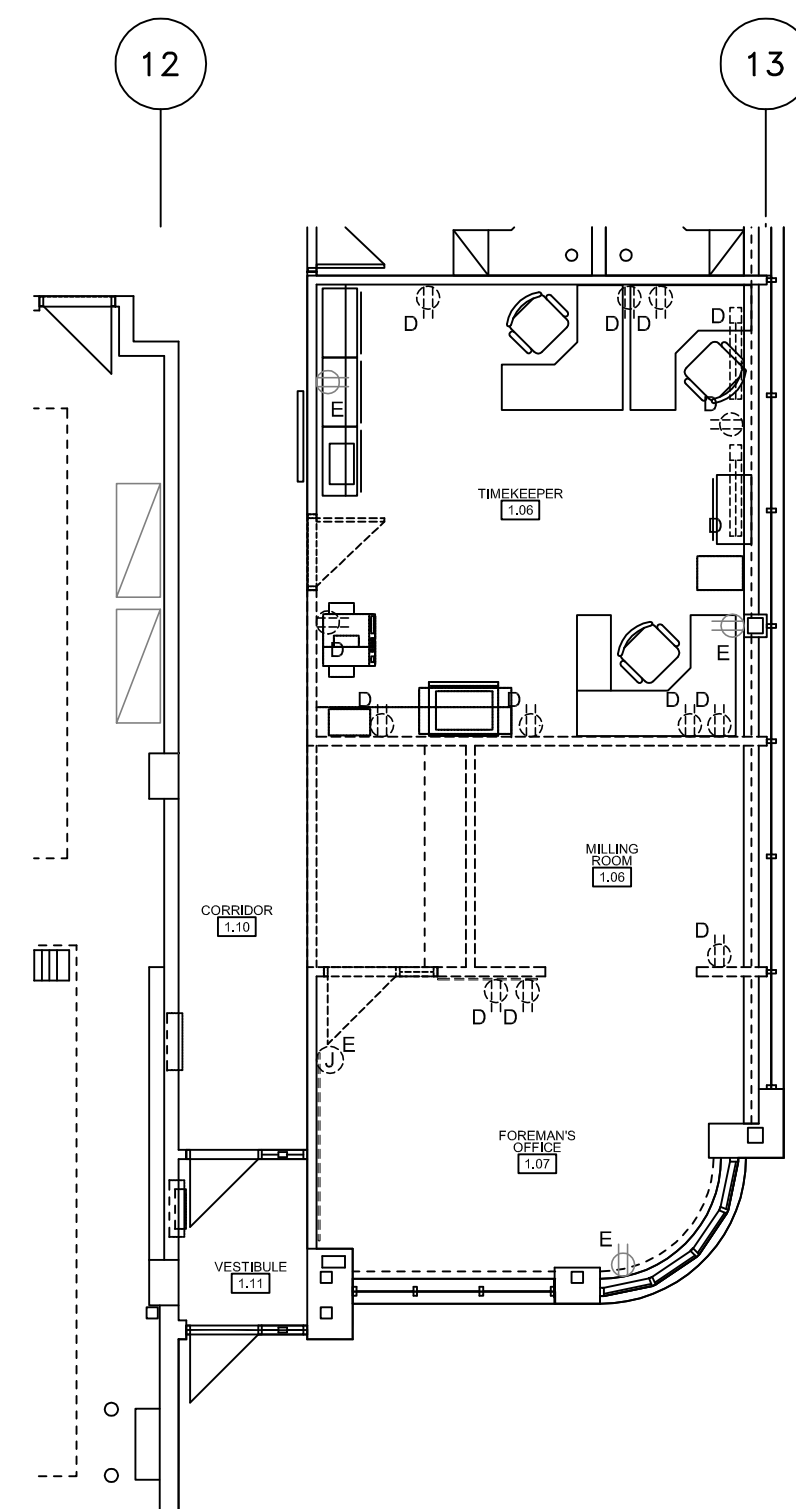 12
13
D
D
D
D
E
D
TIMEKEEPER
1.06
D
D
E
D
D
D
D
MILLING
ROOM
1.06
CORRIDOR
1.10
D
D
D
J
E
FOREMAN'S
OFFICE
1.07
E
VESTIBULE
1.11